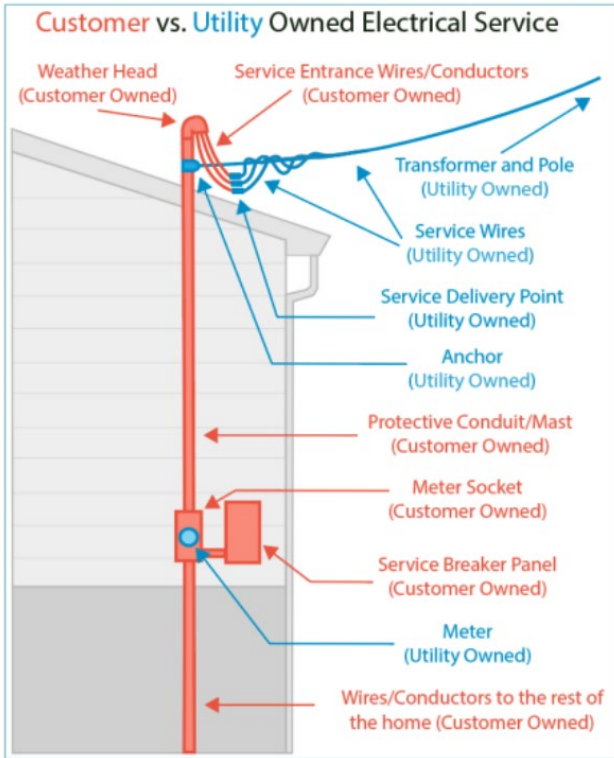 Customer vs. Utility Owned Electrical Service
Weather Head
(Customer Owned)
Service Entrance Wires/Conductors
(Customer Owned)
Transformer and Pole
(Utility Owned)
Service Wires
(Utility Owned)
Service Delivery Point
(Utility Owned)
Anchor
(Utility Owned)
Protective Conduit/Mast
(Customer Owned)
Meter Socket
(Customer Owned)
Service Breaker Panel
(Customer Owned)
Meter
(Utility Owned)
Wires/Conductors to the rest of
the home (Customer Owned)